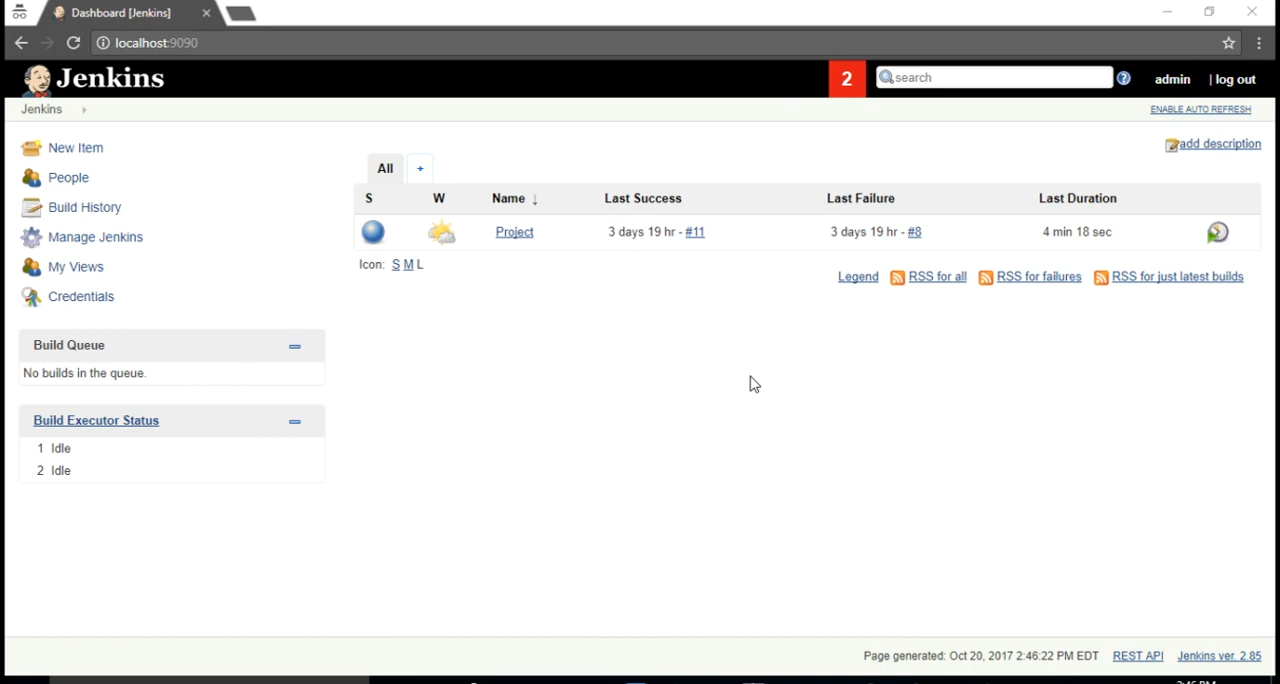 Dashboard [Jenkins]
localhost:9090
Jenkins
2
search
admin
| log out
Jenkins
ENABLE AUTO REFRESH
New Item
People
Build History
Manage Jenkins
My Views
Credentials
add description
All
+
S W Name ↓ Last Success Last Failure Last Duration
Project 3 days 19 hr - #11 3 days 19 hr - #8 4 min 18 sec
Icon: S M L
Legend RSS for all RSS for failures RSS for just latest builds
Build Queue
No builds in the queue.
Build Executor Status
1 Idle
2 Idle
Page generated: Oct 20, 2017 2:46:22 PM EDT REST API Jenkins ver. 2.85